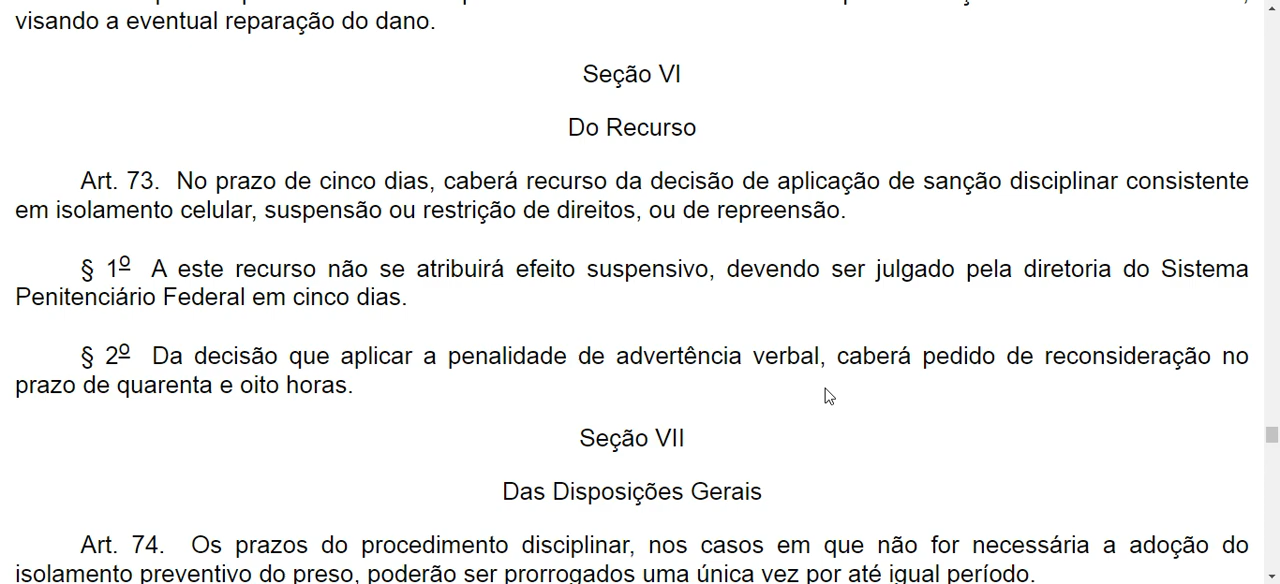 visando a eventual reparação do dano.
Seção VI
Do Recurso
Art. 73. No prazo de cinco dias, caberá recurso da decisão de aplicação de sanção disciplinar consistente
em isolamento celular, suspensão ou restrição de direitos, ou de repreensão.
§ 1º A este recurso não se atribuirá efeito suspensivo, devendo ser julgado pela diretoria do Sistema
Penitenciário Federal em cinco dias.
§ 2º Da decisão que aplicar a penalidade de advertência verbal, caberá pedido de reconsideração no
prazo de quarenta e oito horas.
Seção VII
Das Disposições Gerais
Art. 74. Os prazos do procedimento disciplinar, nos casos em que não for necessária a adoção do
isolamento preventivo do preso, poderão ser prorrogados uma única vez por até igual período.